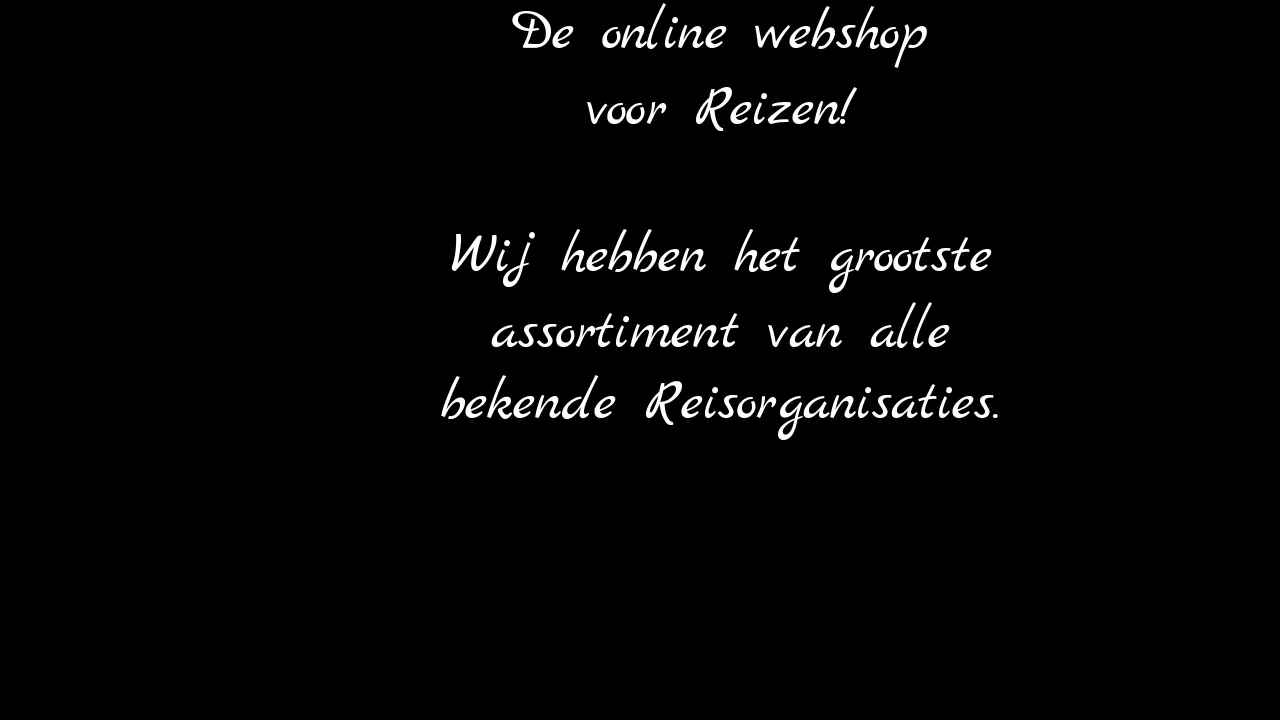 De online webshop
voor Reizen!
Wij hebben het grootste
assortiment van alle
bekende Reisorganisaties.